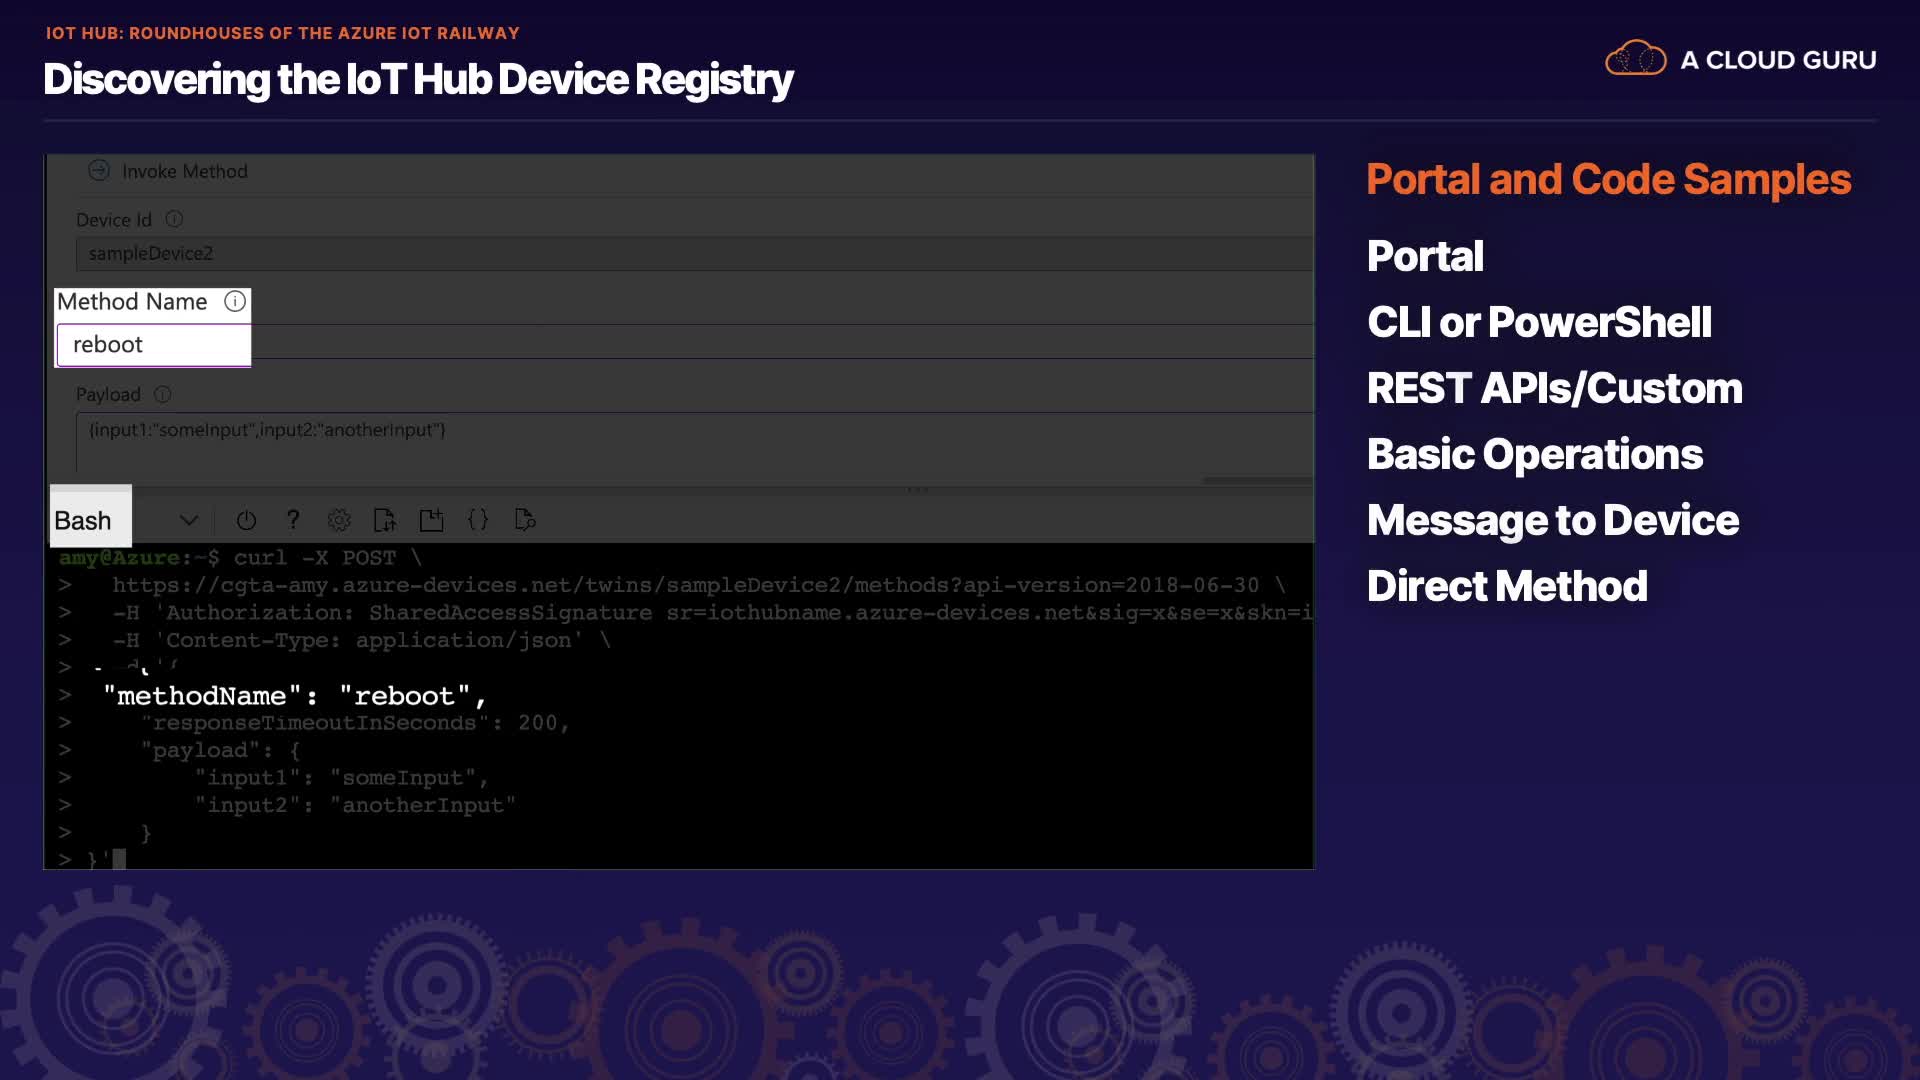 IOT HUB: ROUNDHOUSES OF THE AZURE IOT RAILWAY
Discovering the IoT Hub Device Registry
A CLOUD GURU
Invoke Method
Device Id
sampleDevice2
Method Name
reboot
Payload
{input1:"someInput",input2:"anotherInput"}
Bash
amy@Azure:~$ curl -X POST \
> https://cgta-amy.azure-devices.net/twins/sampleDevice2/methods?api-version=2018-06-30 \
> -H 'Authorization: SharedAccessSignature sr=iothubname.azure-devices.net&sig=x&se=x&skn=i
> -H 'Content-Type: application/json' \
> -d '{
> "methodName": "reboot",
> "responseTimeoutInSeconds": 200,
> "payload": {
> "input1": "someInput",
> "input2": "anotherInput"
> }
> }'
Portal and Code Samples
Portal
CLI or PowerShell
REST APIs/Custom
Basic Operations
Message to Device
Direct Method